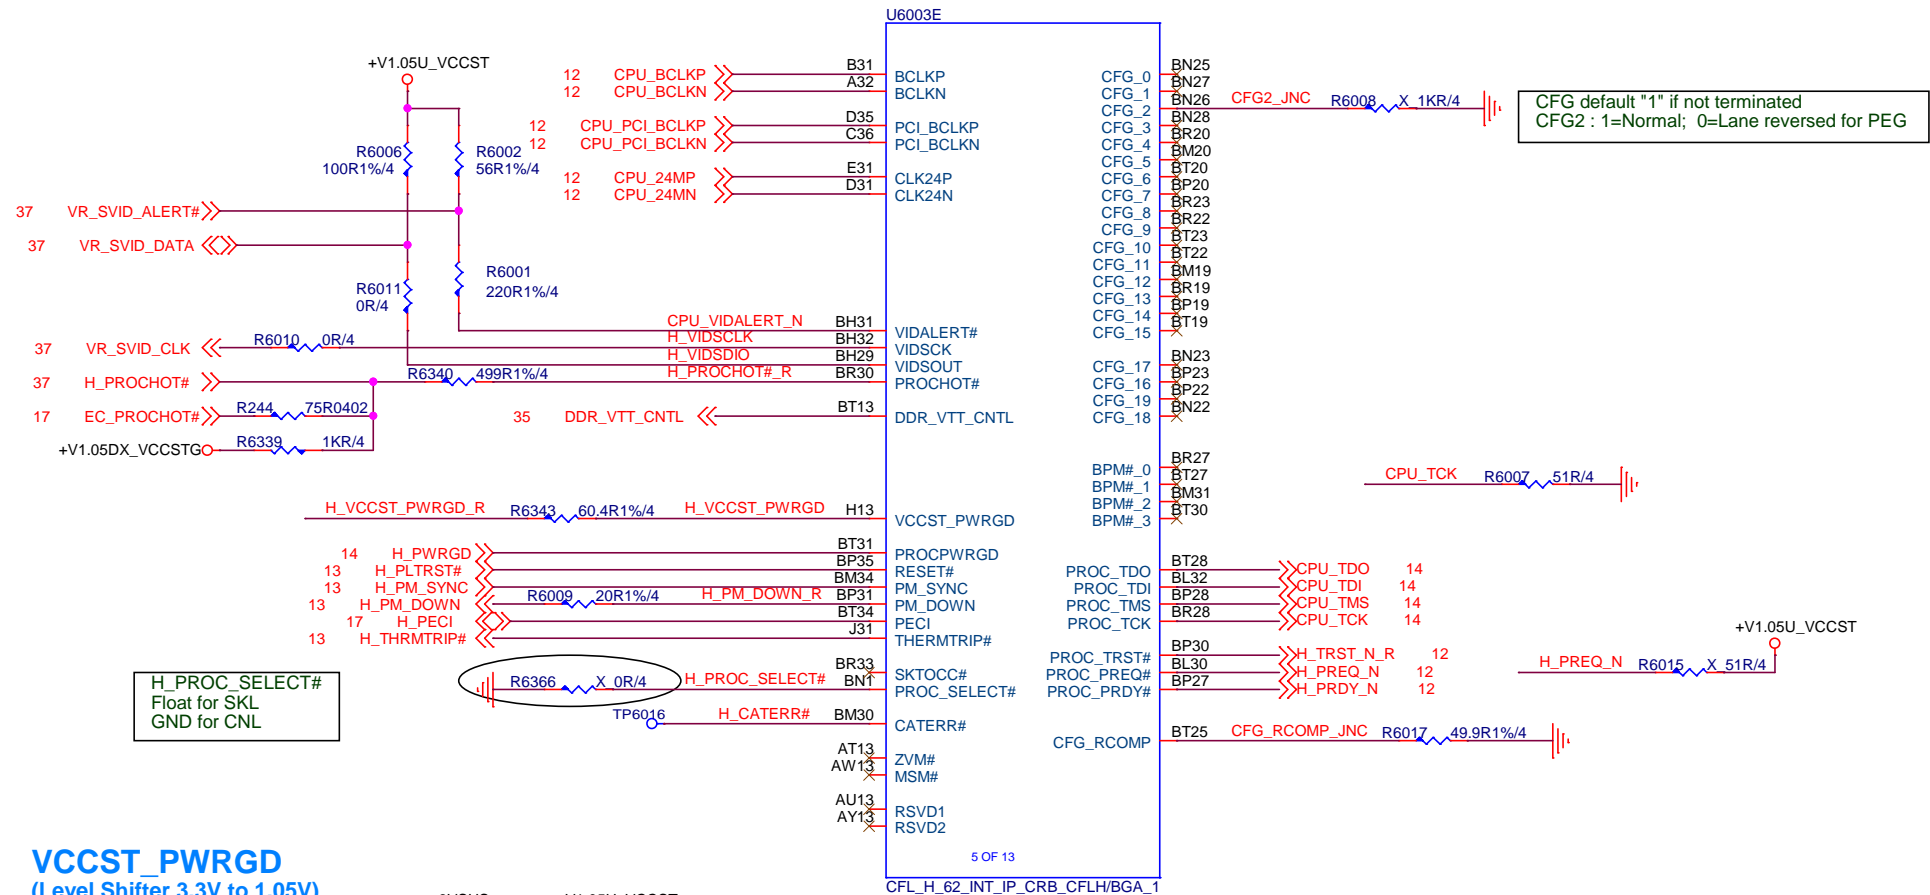 U6003E
+V1.05U_VCCST
12 CPU_BCLKP B31 BCLKP
12 CPU_BCLKN A32 BCLKN
12 CPU_PCI_BCLKP D35 PCI_BCLKP
12 CPU_PCI_BCLKN C36 PCI_BCLKN
12 CPU_24MP E31 CLK24P
12 CPU_24MN D31 CLK24N
R6006
100R1%/4
R6002
56R1%/4
37 VR_SVID_ALERT#
37 VR_SVID_DATA
R6011
0R/4
R6001
220R1%/4
CPU_VIDALERT_N BH31 VIDALERT#
H_VIDSCLK BH32 VIDSCK
H_VIDSDIO BH29 VIDSOUT
37 VR_SVID_CLK R6010 0R/4
37 H_PROCHOT# R6340 499R1%/4 H_PROCHOT#_R BR30 PROCHOT#
17 EC_PROCHOT# R244 75R0402
35 DDR_VTT_CNTL BT13 DDR_VTT_CNTL
+V1.05DX_VCCSTG R6339 1KR/4
H_VCCST_PWRGD_R R6343 60.4R1%/4 H_VCCST_PWRGD H13 VCCST_PWRGD
14 H_PWRGD BT31 PROCPWRGD
13 H_PLTRST# BP35 RESET#
13 H_PM_SYNC BM34 PM_SYNC
13 H_PM_DOWN R6009 20R1%/4 H_PM_DOWN_R BP31 PM_DOWN
17 H_PECI BT34 PECI
13 H_THRMTRIP# J31 THERMTRIP#
BR33 SKTOCC#
R6366 X_0R/4 H_PROC_SELECT# BN1 PROC_SELECT#
H_PROC_SELECT#
Float for SKL
GND for CNL
TP6016 H_CATERR# BM30 CATERR#
AT13 ZVM#
AW13 MSM#
AU13 RSVD1
AY13 RSVD2
CFG_0 BN25
CFG_1 BN27
CFG_2 BN26 CFG2_JNC R6008 X_1KR/4
CFG_3 BN28
CFG_4 BR20
CFG_5 BM20
CFG_6 BT20
CFG_7 BP20
CFG_8 BR23
CFG_9 BR22
CFG_10 BT23
CFG_11 BT22
CFG_12 BM19
CFG_13 BR19
CFG_14 BP19
CFG_15 BT19
CFG_17 BN23
CFG_16 BP23
CFG_19 BP22
CFG_18 BN22
CFG default "1" if not terminated
CFG2 : 1=Normal; 0=Lane reversed for PEG
BPM#_0 BR27
BPM#_1 BT27
BPM#_2 BM31
BPM#_3 BT30
CPU_TCK R6007 51R/4
PROC_TDO BT28 CPU_TDO 14
PROC_TDI BL32 CPU_TDI 14
PROC_TMS BP28 CPU_TMS 14
PROC_TCK BR28 CPU_TCK 14
PROC_TRST# BP30 H_TRST_N_R 12
PROC_PREQ# BL30 H_PREQ_N 12
PROC_PRDY# BP27 H_PRDY_N 12
+V1.05U_VCCST
H_PREQ_N R6015 X_51R/4
CFG_RCOMP BT25 CFG_RCOMP_JNC R6017 49.9R1%/4
5 OF 13
CFL_H_62_INT_IP_CRB_CFLH/BGA_1
VCCST_PWRGD
(Level Shifter 3.3V to 1.05V)